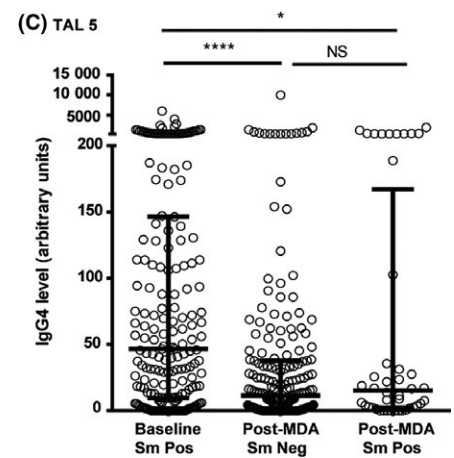 (C) TAL 5
*
****
NS
15 000
10 000
5000
200
150
100
50
0
IgG4 level (arbitrary units)
Baseline Post-MDA Post-MDA
Sm Pos Sm Neg Sm Pos